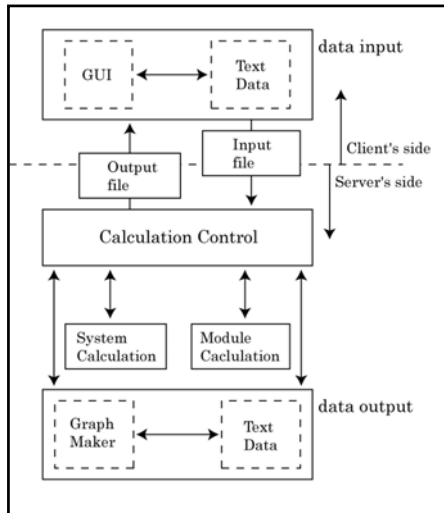 data input
GUI
Text
Data
Output
file
Input
file
Client's side
Server's side
Calculation Control
System
Calculation
Module
Caclulation
data output
Graph
Maker
Text
Data